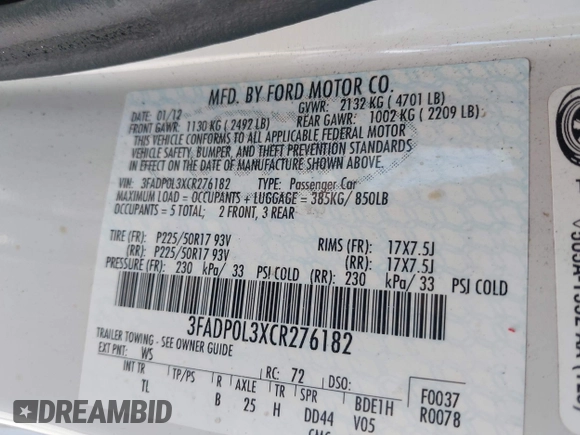 MFD. BY FORD MOTOR CO.
DATE: 01/12
GVWR: 2132 KG ( 4701 LB)
FRONT GAWR: 1130 KG ( 2492 LB)
REAR GAWR: 1002 KG ( 2209 LB)
THIS VEHICLE CONFORMS TO ALL APPLICABLE FEDERAL MOTOR
VEHICLE SAFETY, BUMPER, AND THEFT PREVENTION STANDARDS
IN EFFECT ON THE DATE OF MANUFACTURE SHOWN ABOVE.
VIN: 3FADP0L3XCR276182 TYPE: Passenger Car
MAXIMUM LOAD = OCCUPANTS + LUGGAGE = 385KG/ 850LB
OCCUPANTS = 5 TOTAL; 2 FRONT, 3 REAR
TIRE (FR): P225/50R17 93V RIMS (FR): 17X7.5J
(RR): P225/50R17 93V (RR): 17X7.5J
PRESSURE (FR): 230 kPa/ 33 PSI COLD (RR): 230 kPa/ 33 PSI COLD
3FADP0L3XCR276182
TRAILER TOWING - SEE OWNER GUIDE
EXT PNT: WS RC: 72 DSO: F0037
INT TR TP/PS R AXLE TR SPR BDE1H R0078
TL B 25 H DD44 V05
DREAMBID
dreambid.com